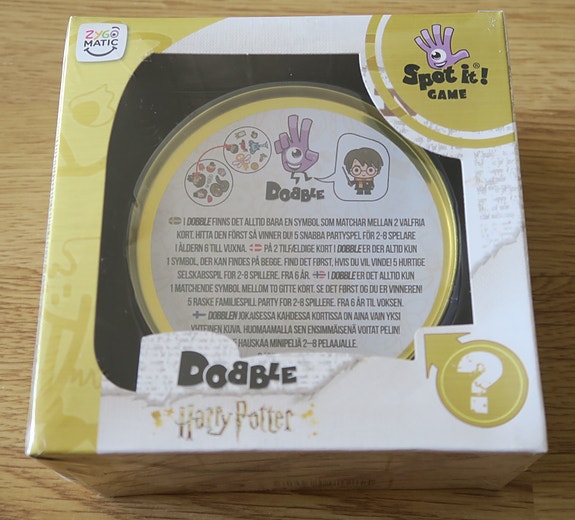 ZYGO
MATIC
Spot it!®
GAME
DOBBLE
I DOBBLE FINNS DET ALLTID BARA EN SYMBOL SOM MATCHAR MELLAN 2 VALFRIA
KORT. HITTA DEN FÖRST SÅ VINNER DU! 5 SNABBA PARTYSPEL FÖR 2-8 SPELARE
I ÅLDERN 6 TILL VUXNA. PÅ 2 TILFÆLDIGE KORT I DOBBLE ER DER ALTID KUN
1 SYMBOL, DER KAN FINDES PÅ BEGGE. FIND DET FØRST, HVIS DU VIL VINDE! 5 HURTIGE
SELSKABSSPIL FOR 2-8 SPILLERE. FRA 6 ÅR. I DOBBLE ER DET ALLTID KUN
1 MATCHENDE SYMBOL MELLOM TO GITTE KORT. SE DET FØRST OG DU ER VINNEREN!
5 RASKE FAMILIESPILL PARTY FOR 2-8 SPILLERE. FRA 6 ÅR TIL VOKSEN.
DOBBLEN JOKAISESSA KAHDESSA KORTISSA ON AINA VAIN YKSI
YHTEINEN KUVA. HUOMAAMALLA SEN ENSIMMÄISENÄ VOITAT PELIN!
5 HAUSKAA MINIPELIÄ 2–8 PELAAJALLE.
DOBBLE
Harry Potter
?